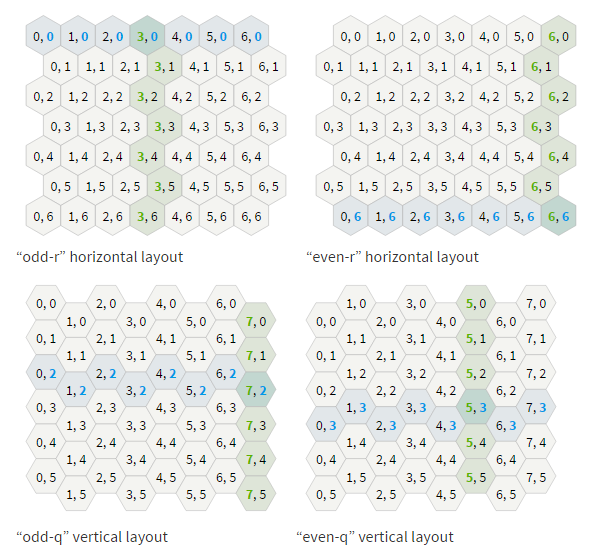 0, 0 1, 0 2, 0 3, 0 4, 0 5, 0 6, 0
0, 1 1, 1 2, 1 3, 1 4, 1 5, 1 6, 1
0, 2 1, 2 2, 2 3, 2 4, 2 5, 2 6, 2
0, 3 1, 3 2, 3 3, 3 4, 3 5, 3 6, 3
0, 4 1, 4 2, 4 3, 4 4, 4 5, 4 6, 4
0, 5 1, 5 2, 5 3, 5 4, 5 5, 5 6, 5
0, 6 1, 6 2, 6 3, 6 4, 6 5, 6 6, 6
“odd-r” horizontal layout
0, 0 1, 0 2, 0 3, 0 4, 0 5, 0 6, 0
0, 1 1, 1 2, 1 3, 1 4, 1 5, 1 6, 1
0, 2 1, 2 2, 2 3, 2 4, 2 5, 2 6, 2
0, 3 1, 3 2, 3 3, 3 4, 3 5, 3 6, 3
0, 4 1, 4 2, 4 3, 4 4, 4 5, 4 6, 4
0, 5 1, 5 2, 5 3, 5 4, 5 5, 5 6, 5
0, 6 1, 6 2, 6 3, 6 4, 6 5, 6 6, 6
“even-r” horizontal layout
0, 0 2, 0 4, 0 6, 0
1, 0 3, 0 5, 0 7, 0
0, 1 2, 1 4, 1 6, 1
1, 1 3, 1 5, 1 7, 1
0, 2 2, 2 4, 2 6, 2
1, 2 3, 2 5, 2 7, 2
0, 3 2, 3 4, 3 6, 3
1, 3 3, 3 5, 3 7, 3
0, 4 2, 4 4, 4 6, 4
1, 4 3, 4 5, 4 7, 4
0, 5 2, 5 4, 5 6, 5
1, 5 3, 5 5, 5 7, 5
“odd-q” vertical layout
1, 0 3, 0 5, 0 7, 0
0, 0 2, 0 4, 0 6, 0
1, 1 3, 1 5, 1 7, 1
0, 1 2, 1 4, 1 6, 1
1, 2 3, 2 5, 2 7, 2
0, 2 2, 2 4, 2 6, 2
1, 3 3, 3 5, 3 7, 3
0, 3 2, 3 4, 3 6, 3
1, 4 3, 4 5, 4 7, 4
0, 4 2, 4 4, 4 6, 4
1, 5 3, 5 5, 5 7, 5
0, 5 2, 5 4, 5 6, 5
“even-q” vertical layout